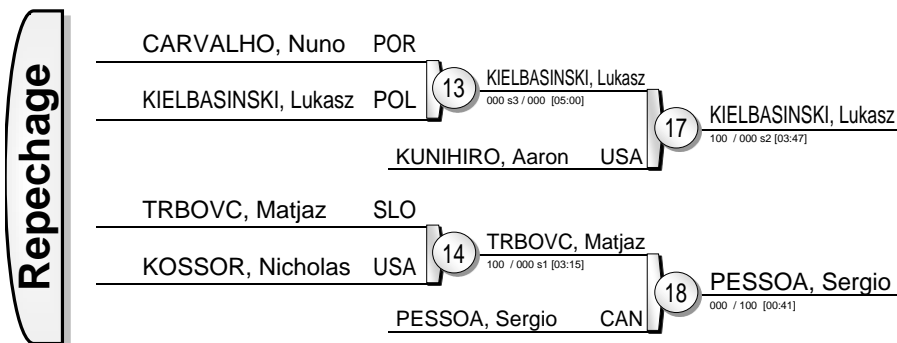 Repechage
CARVALHO, Nuno POR
KIELBASINSKI, Lukasz POL
13
KIELBASINSKI, Lukasz
000 s3 / 000 [05:00]
KUNIHIRO, Aaron USA
17
KIELBASINSKI, Lukasz
100 / 000 s2 [03:47]
TRBOVC, Matjaz SLO
KOSSOR, Nicholas USA
14
TRBOVC, Matjaz
100 / 000 s1 [03:15]
PESSOA, Sergio CAN
18
PESSOA, Sergio
000 / 100 [00:41]